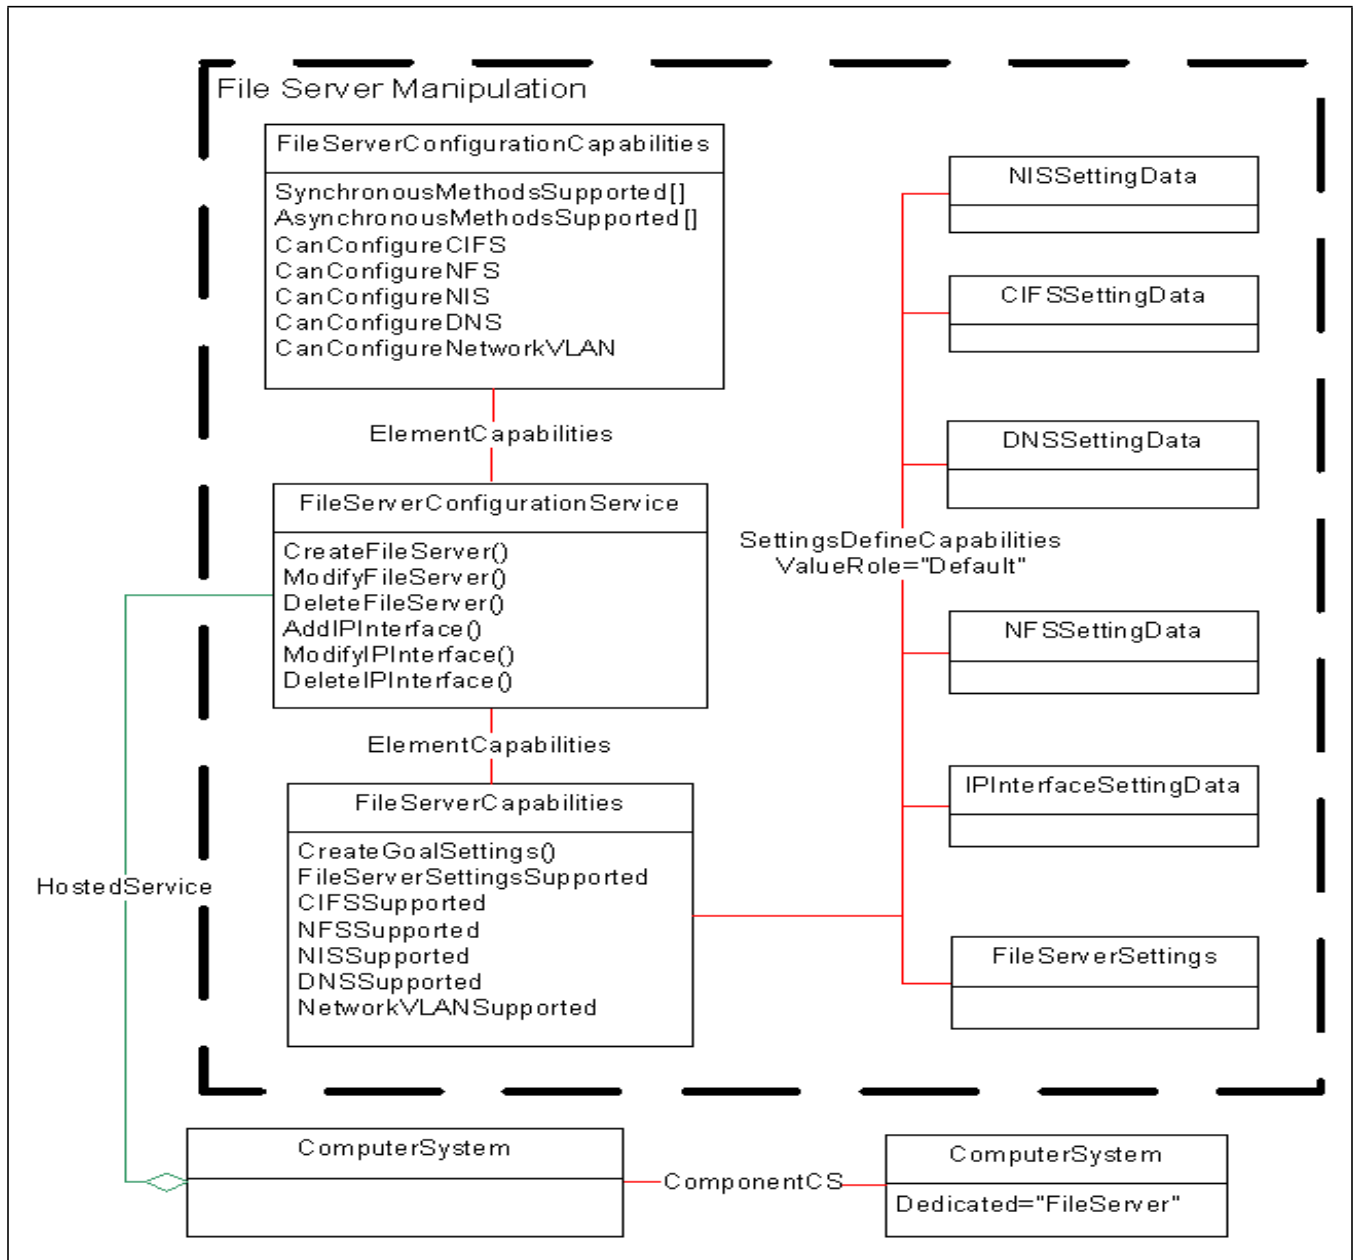 File Server Manipulation
FileServerConfigurationCapabilities
SynchronousMethodsSupported[]
AsynchronousMethodsSupported[]
CanConfigureCIFS
CanConfigureNFS
CanConfigureNIS
CanConfigureDNS
CanConfigureNetworkVLAN
ElementCapabilities
FileServerConfigurationService
CreateFileServer()
ModifyFileServer()
DeleteFileServer()
AddIPInterface()
ModifyIPInterface()
DeleteIPInterface()
ElementCapabilities
FileServerCapabilities
CreateGoalSettings()
FileServerSettingsSupported
CIFSSupported
NFSSupported
NISSupported
DNSSupported
NetworkVLANSupported
HostedService
SettingsDefineCapabilities
ValueRole="Default"
NISSettingData
CIFSSettingData
DNSSettingData
NFSSettingData
IPInterfaceSettingData
FileServerSettings
ComputerSystem
ComponentCS
ComputerSystem
Dedicated="FileServer"